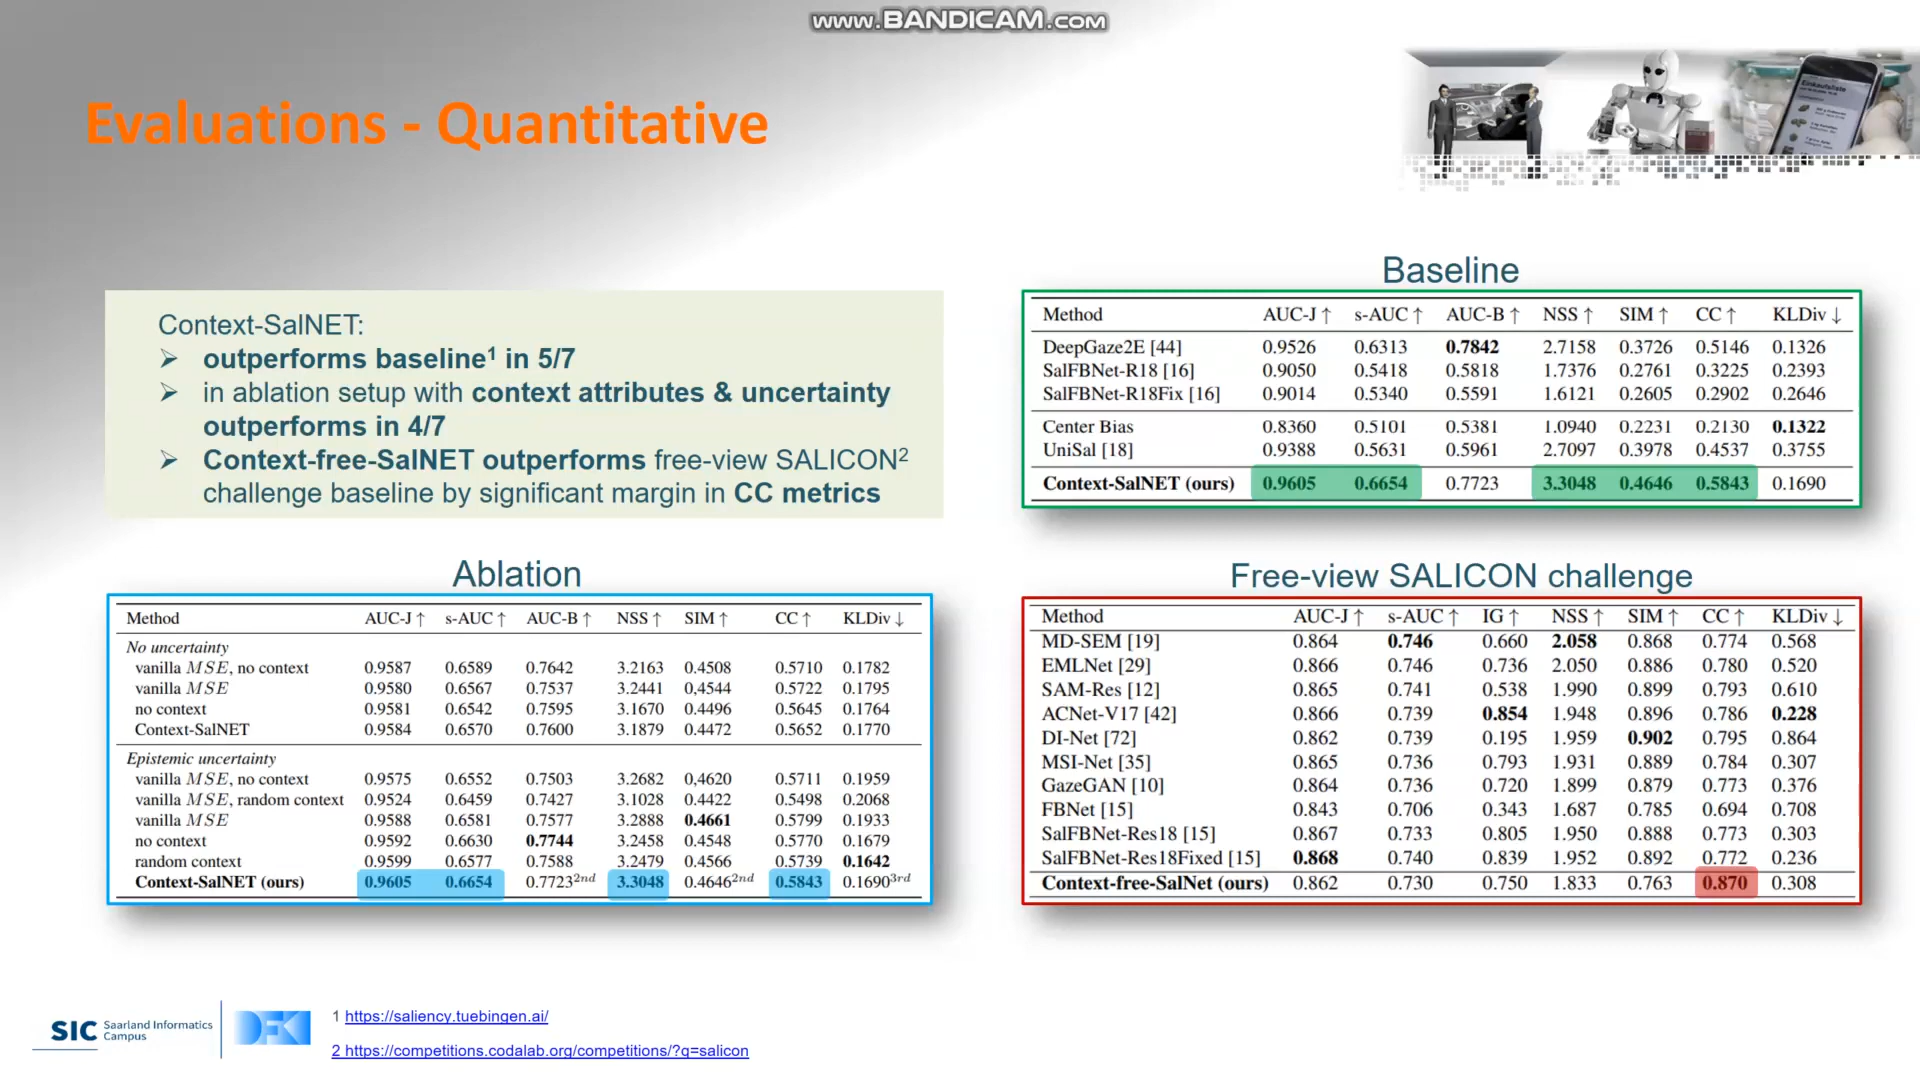 www.BANDICAM.com
Evaluations - Quantitative
Einkaufsliste
Context-SalNET:
➢ outperforms baseline¹ in 5/7
➢ in ablation setup with context attributes & uncertainty
outperforms in 4/7
➢ Context-free-SalNET outperforms free-view SALICON²
challenge baseline by significant margin in CC metrics
Baseline
Method AUC-J ↑ s-AUC ↑ AUC-B ↑ NSS ↑ SIM ↑ CC ↑ KLDiv ↓
DeepGaze2E [44] 0.9526 0.6313 0.7842 2.7158 0.3726 0.5146 0.1326
SalFBNet-R18 [16] 0.9050 0.5418 0.5818 1.7376 0.2761 0.3225 0.2393
SalFBNet-R18Fix [16] 0.9014 0.5340 0.5591 1.6121 0.2605 0.2902 0.2646
Center Bias 0.8360 0.5101 0.5381 1.0940 0.2231 0.2130 0.1322
UniSal [18] 0.9388 0.5631 0.5961 2.7097 0.3978 0.4537 0.3755
Context-SalNET (ours) 0.9605 0.6654 0.7723 3.3048 0.4646 0.5843 0.1690
Ablation
Method AUC-J ↑ s-AUC ↑ AUC-B ↑ NSS ↑ SIM ↑ CC ↑ KLDiv ↓
No uncertainty
vanilla MSE, no context 0.9587 0.6589 0.7642 3.2163 0.4508 0.5710 0.1782
vanilla MSE 0.9580 0.6567 0.7537 3.2441 0,4544 0.5722 0.1795
no context 0.9581 0.6542 0.7595 3.1670 0.4496 0.5645 0.1764
Context-SalNET 0.9584 0.6570 0.7600 3.1879 0.4472 0.5652 0.1770
Epistemic uncertainty
vanilla MSE, no context 0.9575 0.6552 0.7503 3.2682 0,4620 0.5711 0.1959
vanilla MSE, random context 0.9524 0.6459 0.7427 3.1028 0.4422 0.5498 0.2068
vanilla MSE 0.9588 0.6581 0.7577 3.2888 0.4661 0.5799 0.1933
no context 0.9592 0.6630 0.7744 3.2458 0.4548 0.5770 0.1679
random context 0.9599 0.6577 0.7588 3.2479 0.4566 0.5739 0.1642
Context-SalNET (ours) 0.9605 0.6654 0.7723 2nd 3.3048 0.4646 2nd 0.5843 0.1690 3rd
Free-view SALICON challenge
Method AUC-J ↑ s-AUC ↑ IG ↑ NSS ↑ SIM ↑ CC ↑ KLDiv ↓
MD-SEM [19] 0.864 0.746 0.660 2.058 0.868 0.774 0.568
EMLNet [29] 0.866 0.746 0.736 2.050 0.886 0.780 0.520
SAM-Res [12] 0.865 0.741 0.538 1.990 0.899 0.793 0.610
ACNet-V17 [42] 0.866 0.739 0.854 1.948 0.896 0.786 0.228
DI-Net [72] 0.862 0.739 0.195 1.959 0.902 0.795 0.864
MSI-Net [35] 0.865 0.736 0.793 1.931 0.889 0.784 0.307
GazeGAN [10] 0.864 0.736 0.720 1.899 0.879 0.773 0.376
FBNet [15] 0.843 0.706 0.343 1.687 0.785 0.694 0.708
SalFBNet-Res18 [15] 0.867 0.733 0.805 1.950 0.888 0.773 0.303
SalFBNet-Res18Fixed [15] 0.868 0.740 0.839 1.952 0.892 0.772 0.236
Context-free-SalNet (ours) 0.862 0.730 0.750 1.833 0.763 0.870 0.308
SIC Saarland Informatics
Campus
DFKI
1 https://saliency.tuebingen.ai/
2 https://competitions.codalab.org/competitions/?q=salicon